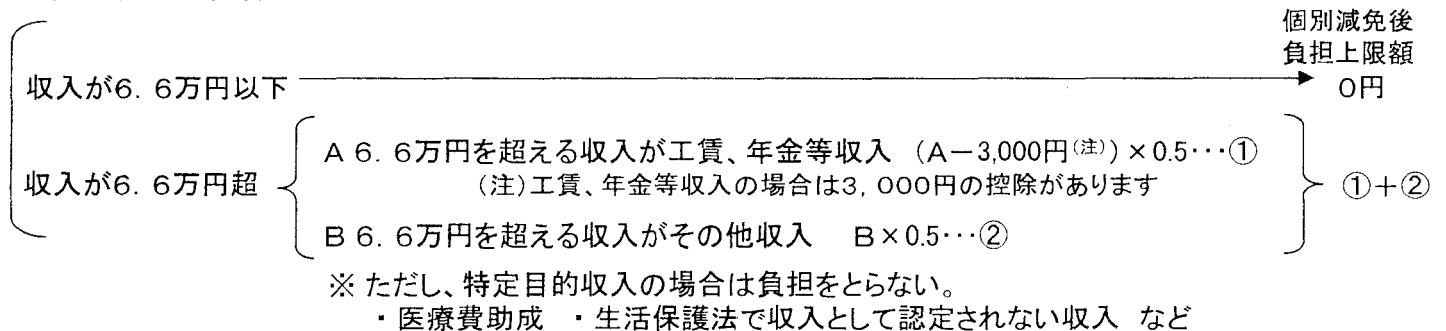 個別減免後
負担上限額
収入が6.6万円以下 0円
A 6.6万円を超える収入が工賃、年金等収入 (A-3,000円(注))×0.5…①
(注)工賃、年金等収入の場合は3,000円の控除があります
収入が6.6万円超 ①+②
B 6.6万円を超える収入がその他収入 B×0.5…②
※ ただし、特定目的収入の場合は負担をとらない。
・医療費助成 ・生活保護法で収入として認定されない収入 など